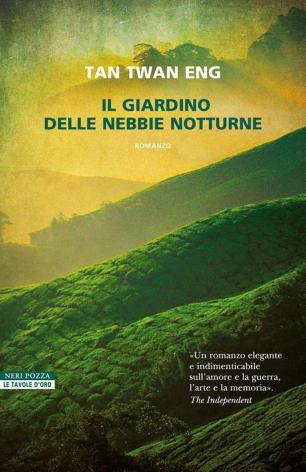 TAN TWAN ENG
IL GIARDINO
DELLE NEBBIE NOTTURNE
ROMANZO
«Un romanzo elegante
e indimenticabile
sull'amore e la guerra,
l'arte e la memoria».
The Independent
NERI POZZA
LE TAVOLE D'ORO